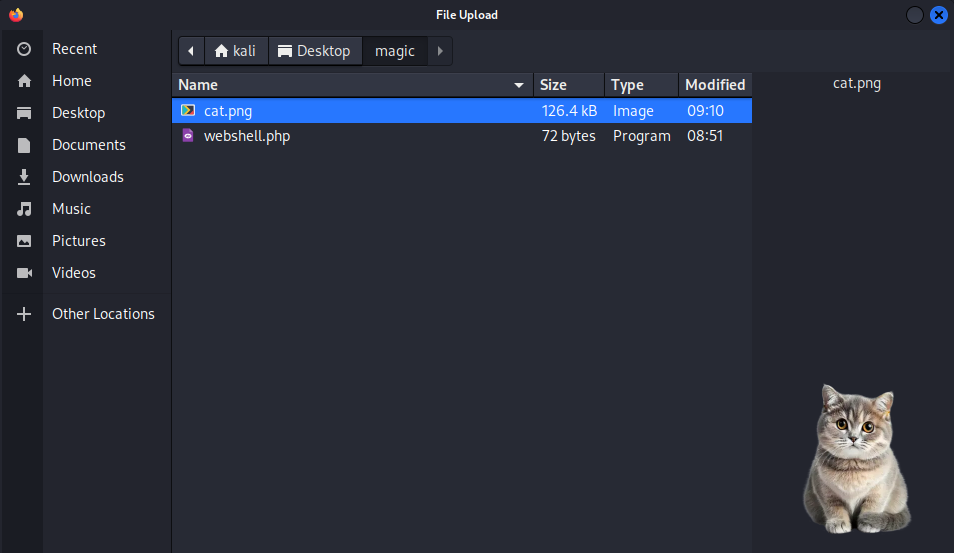 File Upload
Recent
Home
Desktop
Documents
Downloads
Music
Pictures
Videos
Other Locations
kali Desktop magic
Name Size Type Modified
cat.png 126.4 kB Image 09:10
webshell.php 72 bytes Program 08:51
cat.png